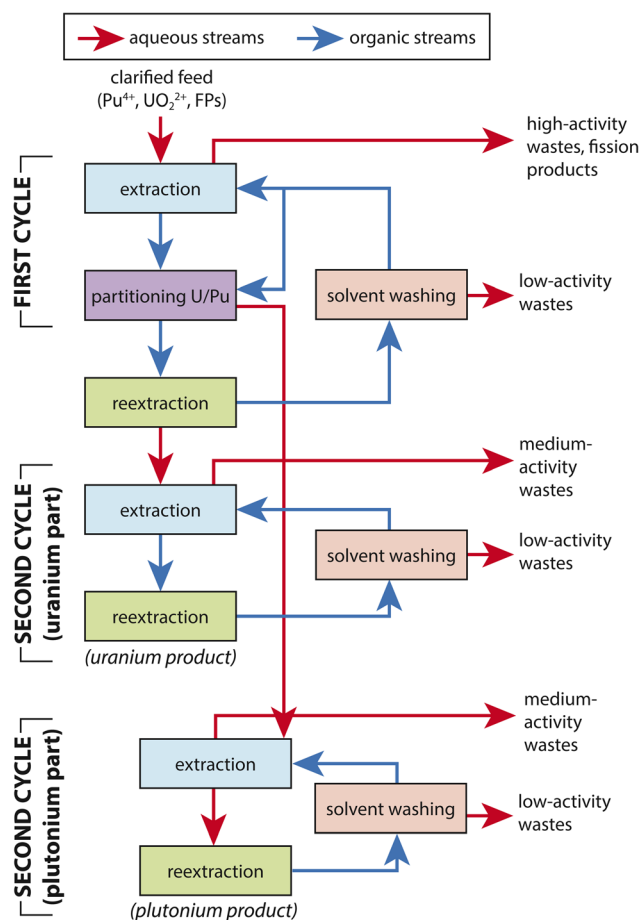 aqueous streams
organic streams
clarified feed
(Pu⁴⁺, UO₂²⁺, FPs)
high-activity
wastes, fission
products
FIRST CYCLE
extraction
partitioning U/Pu
solvent washing
low-activity
wastes
reextraction
medium-
activity
wastes
SECOND CYCLE
(uranium part)
extraction
solvent washing
low-activity
wastes
reextraction
(uranium product)
medium-
activity
wastes
SECOND CYCLE
(plutonium part)
extraction
solvent washing
low-activity
wastes
reextraction
(plutonium product)